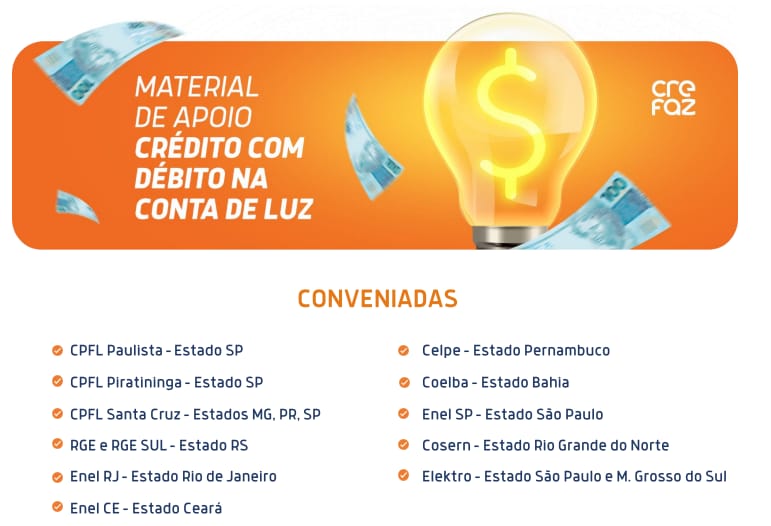 MATERIAL
DE APOIO
CRÉDITO COM
DÉBITO NA
CONTA DE LUZ
cre
faz
$
100
CONVENIADAS
CPFL Paulista - Estado SP
CPFL Piratininga - Estado SP
CPFL Santa Cruz - Estados MG, PR, SP
RGE e RGE SUL - Estado RS
Enel RJ - Estado Rio de Janeiro
Enel CE - Estado Ceará
Celpe - Estado Pernambuco
Coelba - Estado Bahia
Enel SP - Estado São Paulo
Cosern - Estado Rio Grande do Norte
Elektro - Estado São Paulo e M. Grosso do Sul